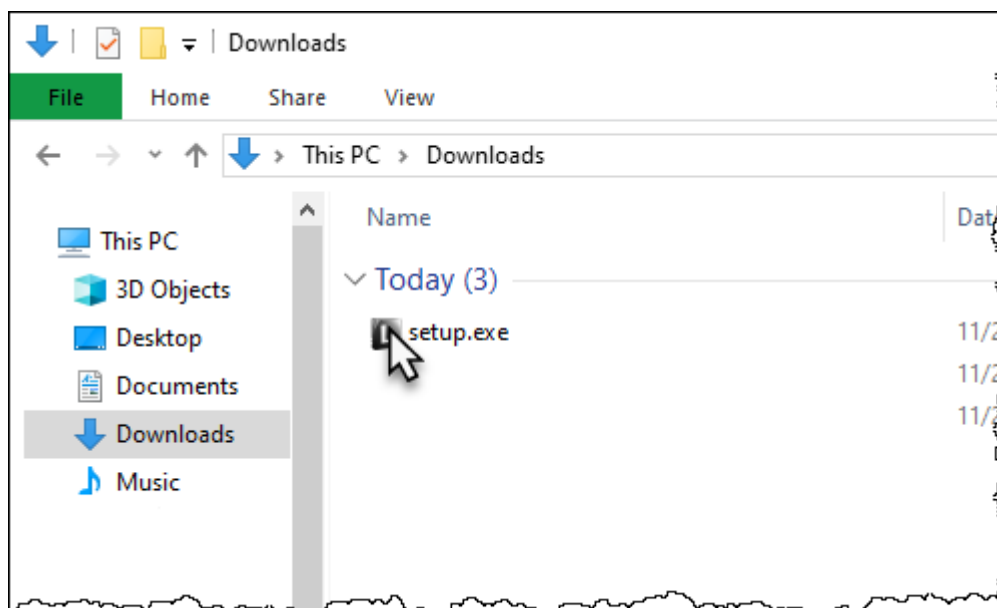 Downloads
File Home Share View
This PC > Downloads
Name
This PC
Today (3)
3D Objects
setup.exe
Desktop
Documents
Downloads
Music